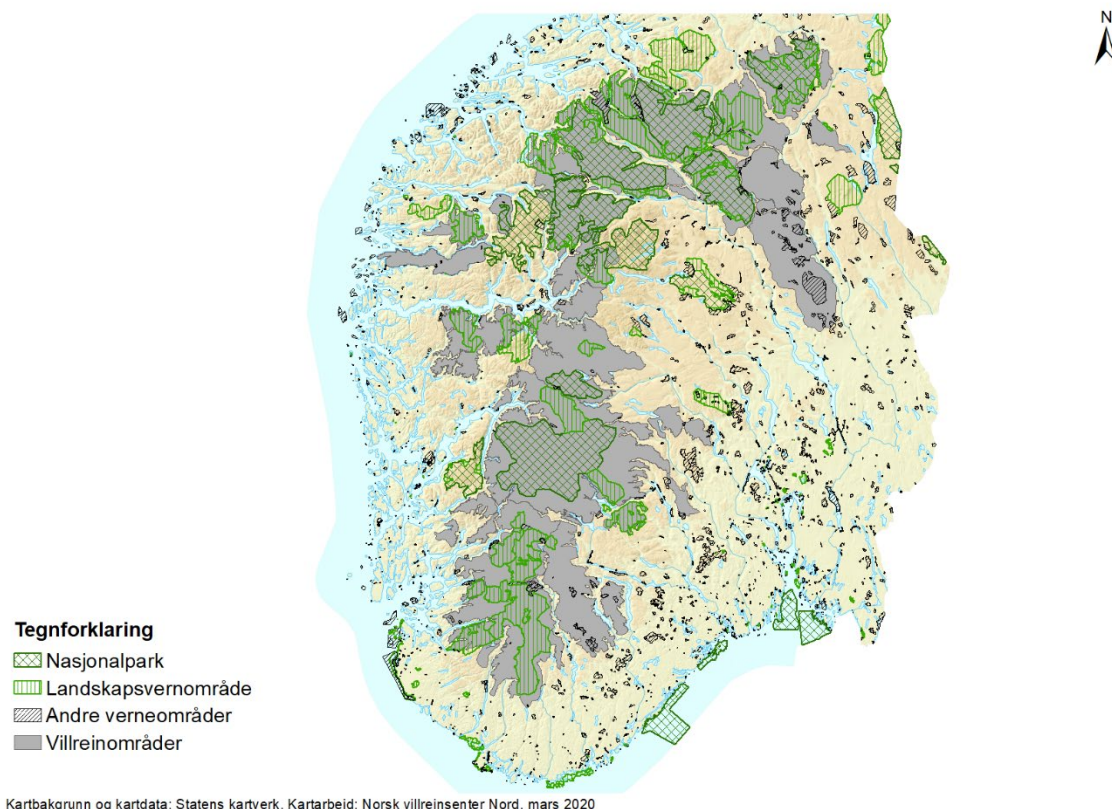 N
Tegnforklaring
Nasjonalpark
Landskapsvernområde
Andre verneområder
Villreinområder
Kartbakgrunn og kartdata: Statens kartverk. Kartarbeid: Norsk villreinsenter Nord, mars 2020